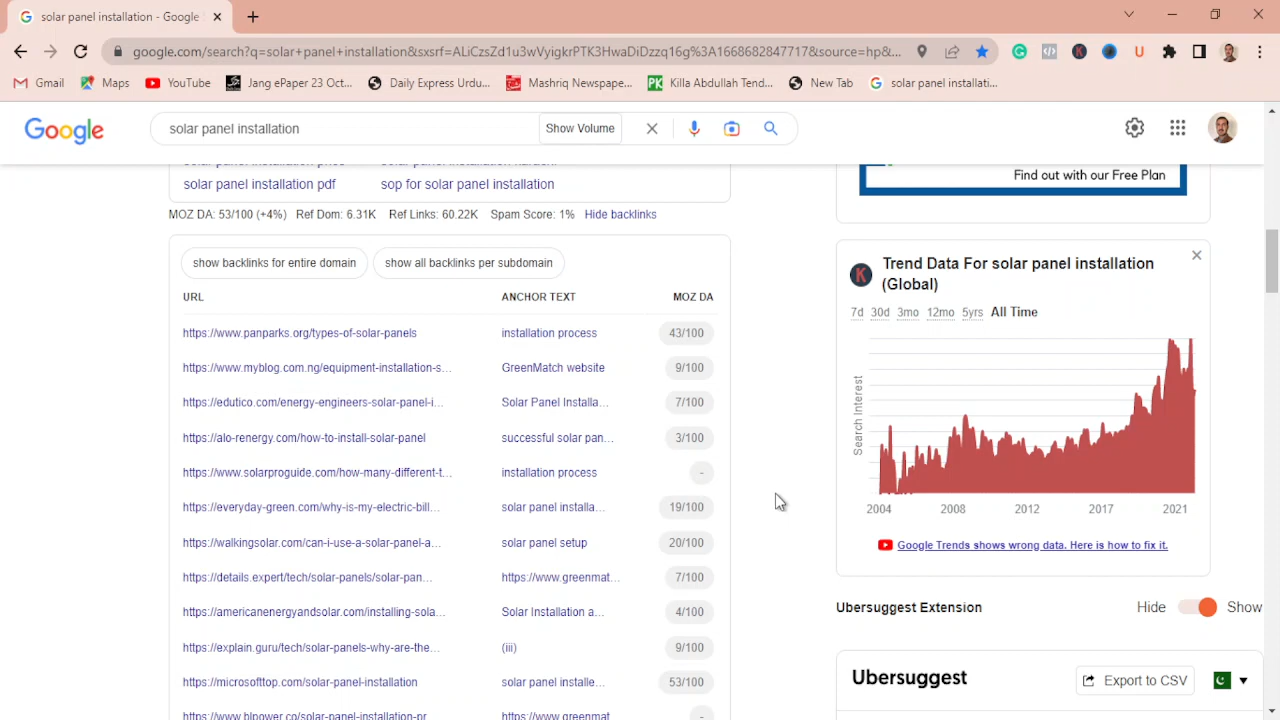 solar panel installation - Google
google.com/search?q=solar+panel+installation&sxsrf=ALiCzsZd1u3wVyigkrPTK3HwaDiDzzq16g%3A1668682847717&source=hp&...
Gmail
Maps
YouTube
Jang ePaper 23 Oct...
Daily Express Urdu...
Mashriq Newspape...
Killa Abdullah Tend...
New Tab
solar panel installati...
Google
solar panel installation
Show Volume
solar panel installation pdf
sop for solar panel installation
MOZ DA: 53/100 (+4%) Ref Dom: 6.31K Ref Links: 60.22K Spam Score: 1% Hide backlinks
show backlinks for entire domain
show all backlinks per subdomain
URL ANCHOR TEXT MOZ DA
https://www.panparks.org/types-of-solar-panels installation process 43/100
https://www.myblog.com.ng/equipment-installation-s... GreenMatch website 9/100
https://edutico.com/energy-engineers-solar-panel-i... Solar Panel Installa... 7/100
https://alo-renergy.com/how-to-install-solar-panel successful solar pan... 3/100
https://www.solarproguide.com/how-many-different-t... installation process -
https://everyday-green.com/why-is-my-electric-bill... solar panel installa... 19/100
https://walkingsolar.com/can-i-use-a-solar-panel-a... solar panel setup 20/100
https://details.expert/tech/solar-panels/solar-pan... https://www.greenmat... 7/100
https://americanenergyandsolar.com/installing-sola... Solar Installation a... 4/100
https://explain.guru/tech/solar-panels-why-are-the... (iii) 9/100
https://microsofttop.com/solar-panel-installation solar panel installe... 53/100
https://www.greenmat... -
Find out with our Free Plan
K
Trend Data For solar panel installation
(Global)
7d 30d 3mo 12mo 5yrs All Time
Search Interest
2004 2008 2012 2017 2021
Google Trends shows wrong data. Here is how to fix it.
Ubersuggest Extension
Hide
Show
Ubersuggest
Export to CSV